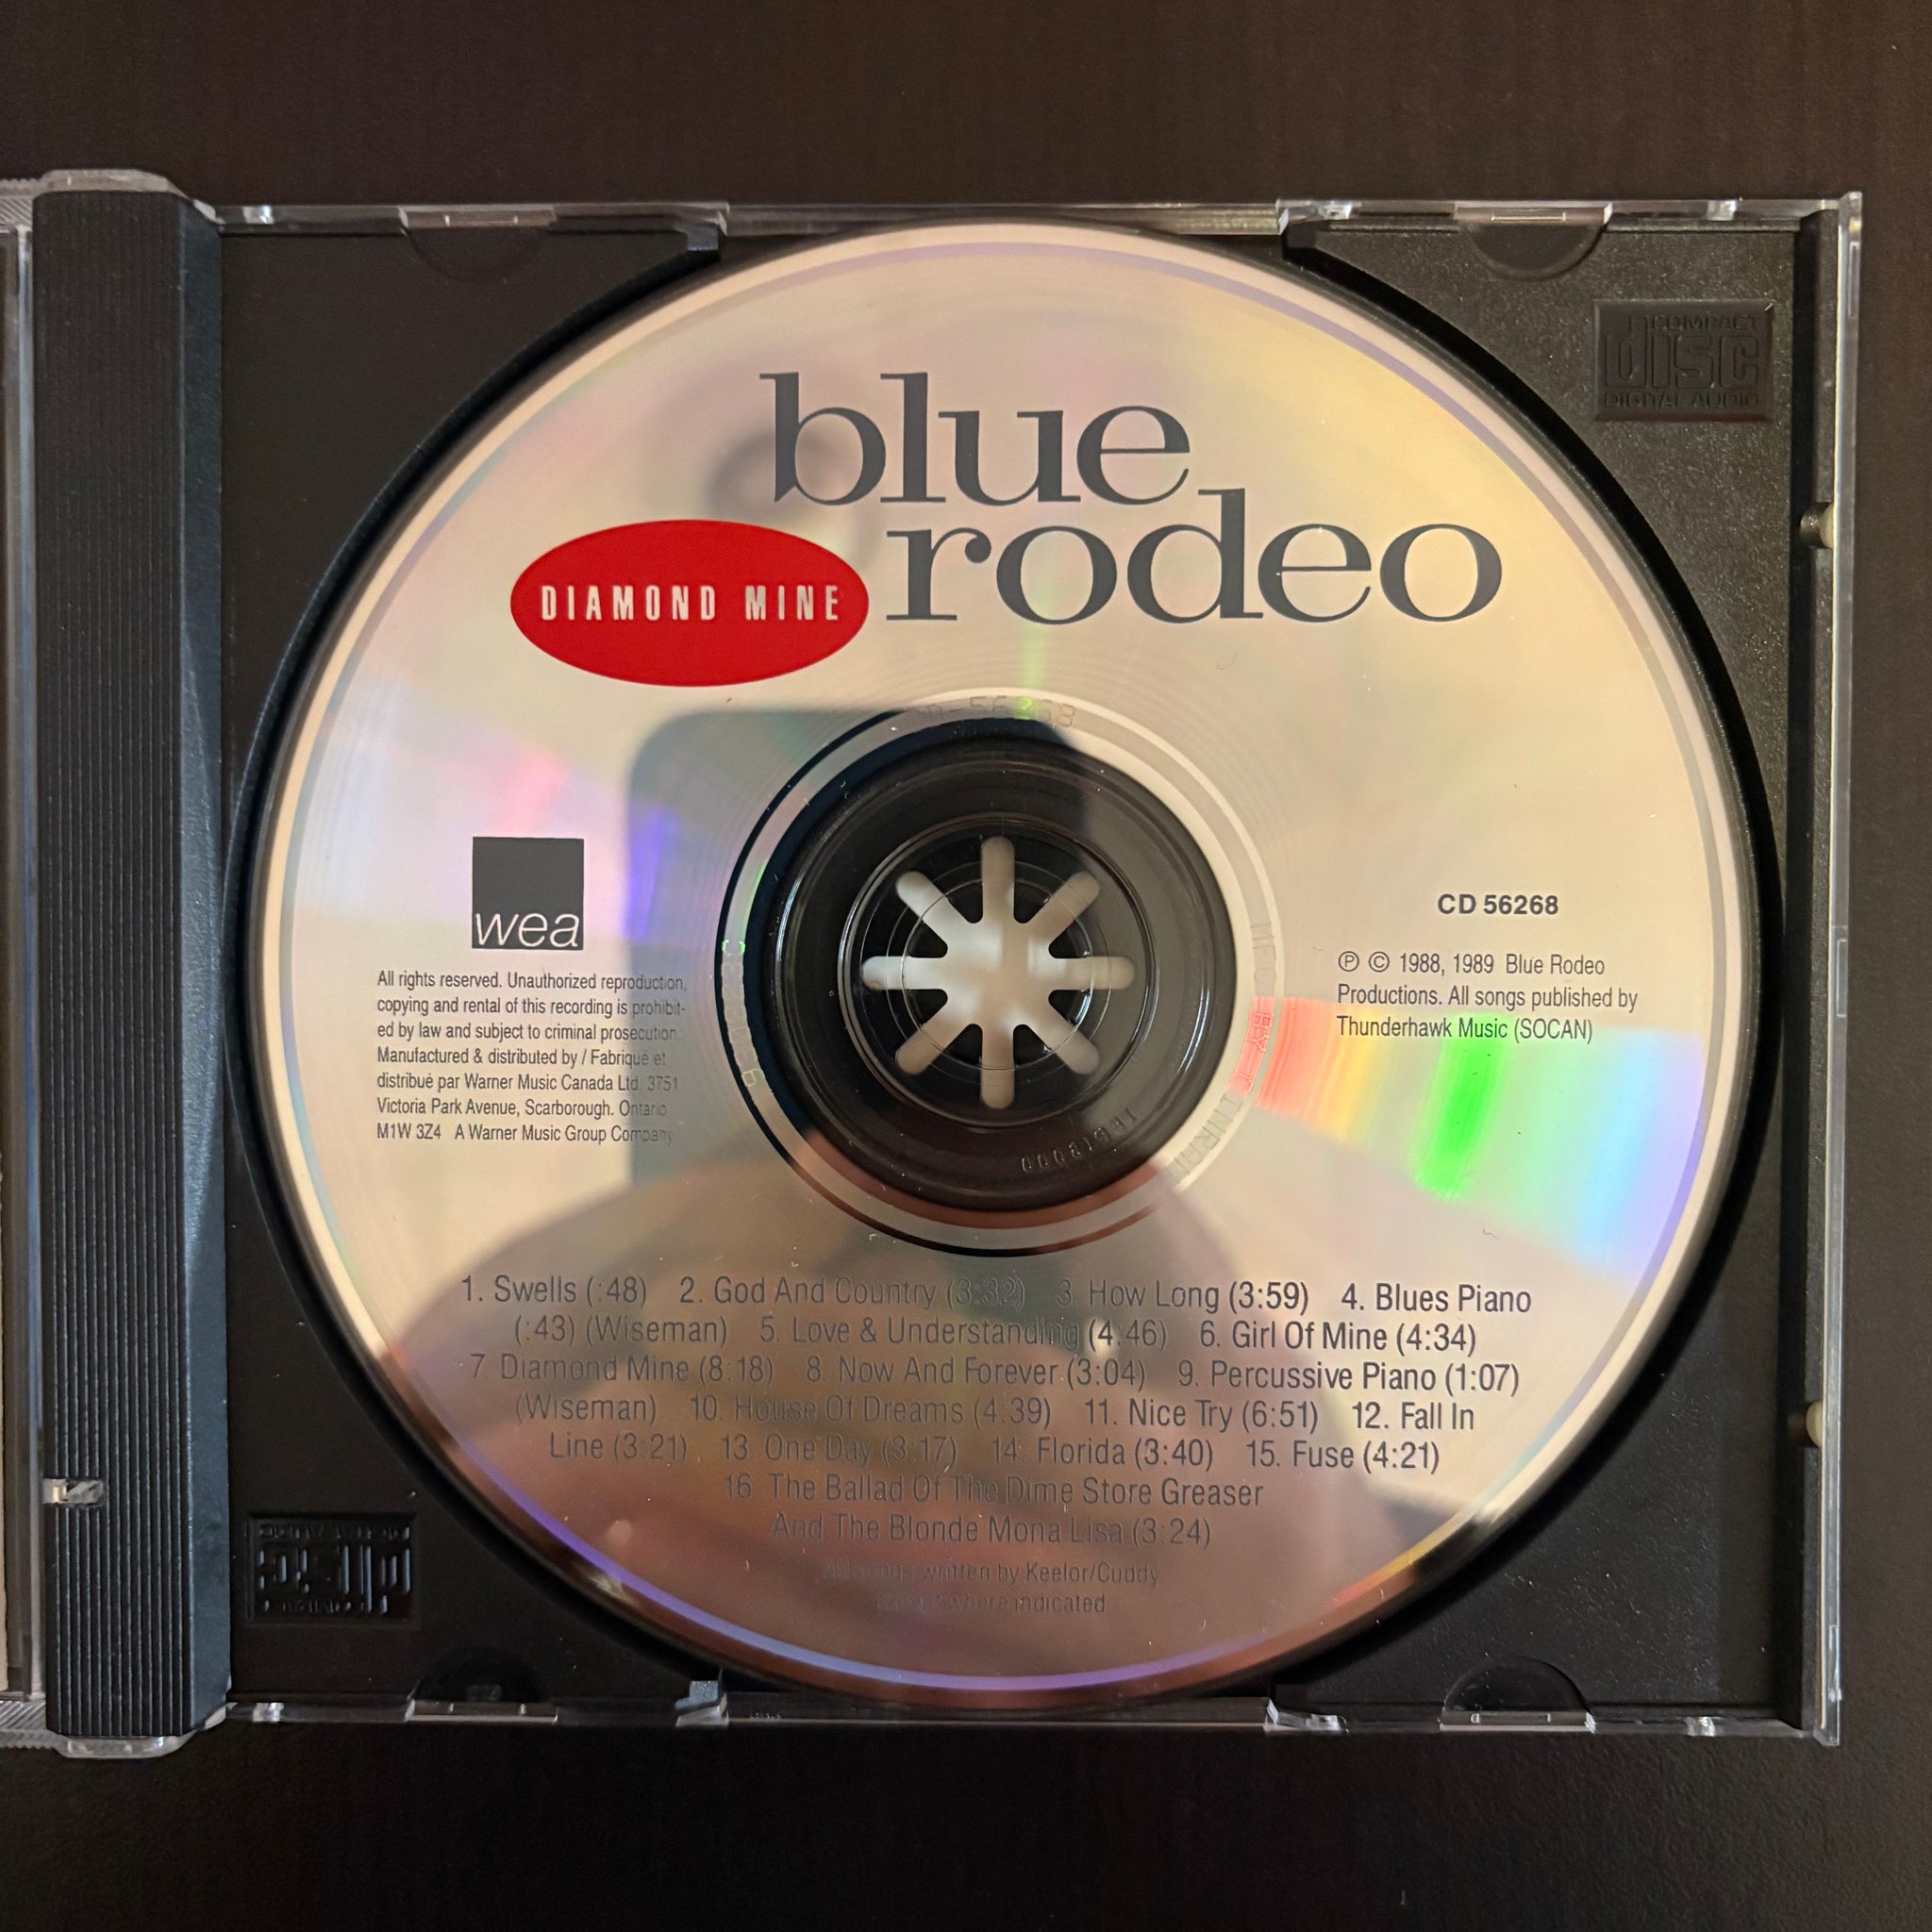 COMPACT
disc
DIGITAL AUDIO
blue
rodeo
DIAMOND MINE
wea
All rights reserved. Unauthorized reproduction,
copying and rental of this recording is prohibit-
ed by law and subject to criminal prosecution.
Manufactured & distributed by / Fabriqué et
distribué par Warner Music Canada Ltd. 3751
Victoria Park Avenue, Scarborough. Ontario
M1W 3Z4 A Warner Music Group Company
CD 56268
Ⓟ © 1988, 1989 Blue Rodeo
Productions. All songs published by
Thunderhawk Music (SOCAN)
1. Swells (:48) 2. God And Country (3:32) 3. How Long (3:59) 4. Blues Piano
(:43) (Wiseman) 5. Love & Understanding (4:46) 6. Girl Of Mine (4:34)
7. Diamond Mine (8:18) 8. Now And Forever (3:04) 9. Percussive Piano (1:07)
(Wiseman) 10. House Of Dreams (4:39) 11. Nice Try (6:51) 12. Fall In
Line (3:21) 13. One Day (3:17) 14. Florida (3:40) 15. Fuse (4:21)
16. The Ballad Of The Dime Store Greaser
And The Blonde Mona Lisa (3:24)
All songs written by Keelor/Cuddy
except where indicated